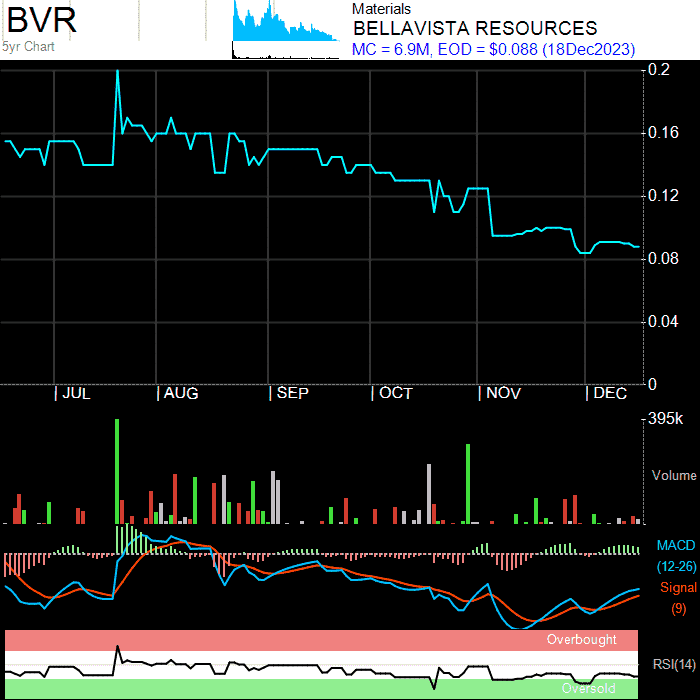 BVR
5yr Chart
Materials
BELLAVISTA RESOURCES
MC = 6.9M, EOD = $0.088 (18Dec2023)
0.2
0.16
0.12
0.08
0.04
0
JUL AUG SEP OCT NOV DEC
395k
Volume
MACD
(12-26)
Signal
(9)
Overbought
RSI(14)
Oversold